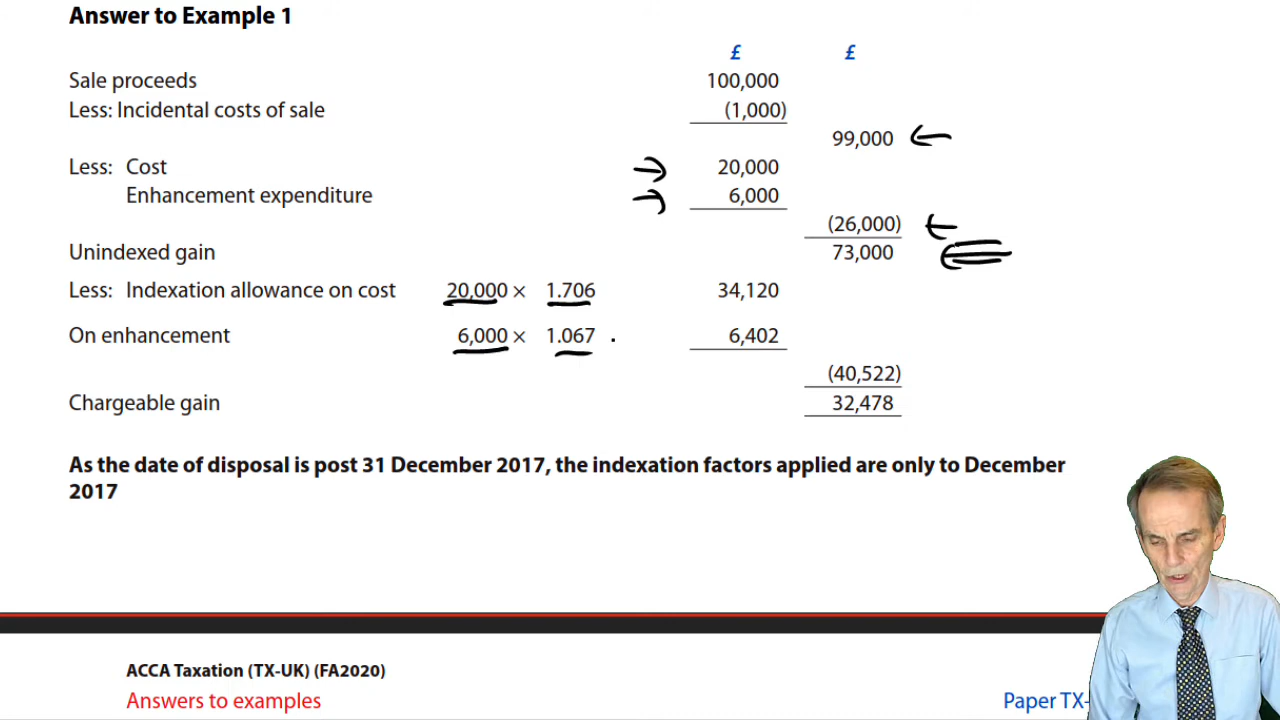 Answer to Example 1
£ £
Sale proceeds 100,000
Less: Incidental costs of sale (1,000)
99,000
Less: Cost 20,000
Enhancement expenditure 6,000
(26,000)
Unindexed gain 73,000
Less: Indexation allowance on cost 20,000 × 1.706 34,120
On enhancement 6,000 × 1.067 6,402
(40,522)
Chargeable gain 32,478
As the date of disposal is post 31 December 2017, the indexation factors applied are only to December
2017
ACCA Taxation (TX-UK) (FA2020)
Answers to examples Paper TX-